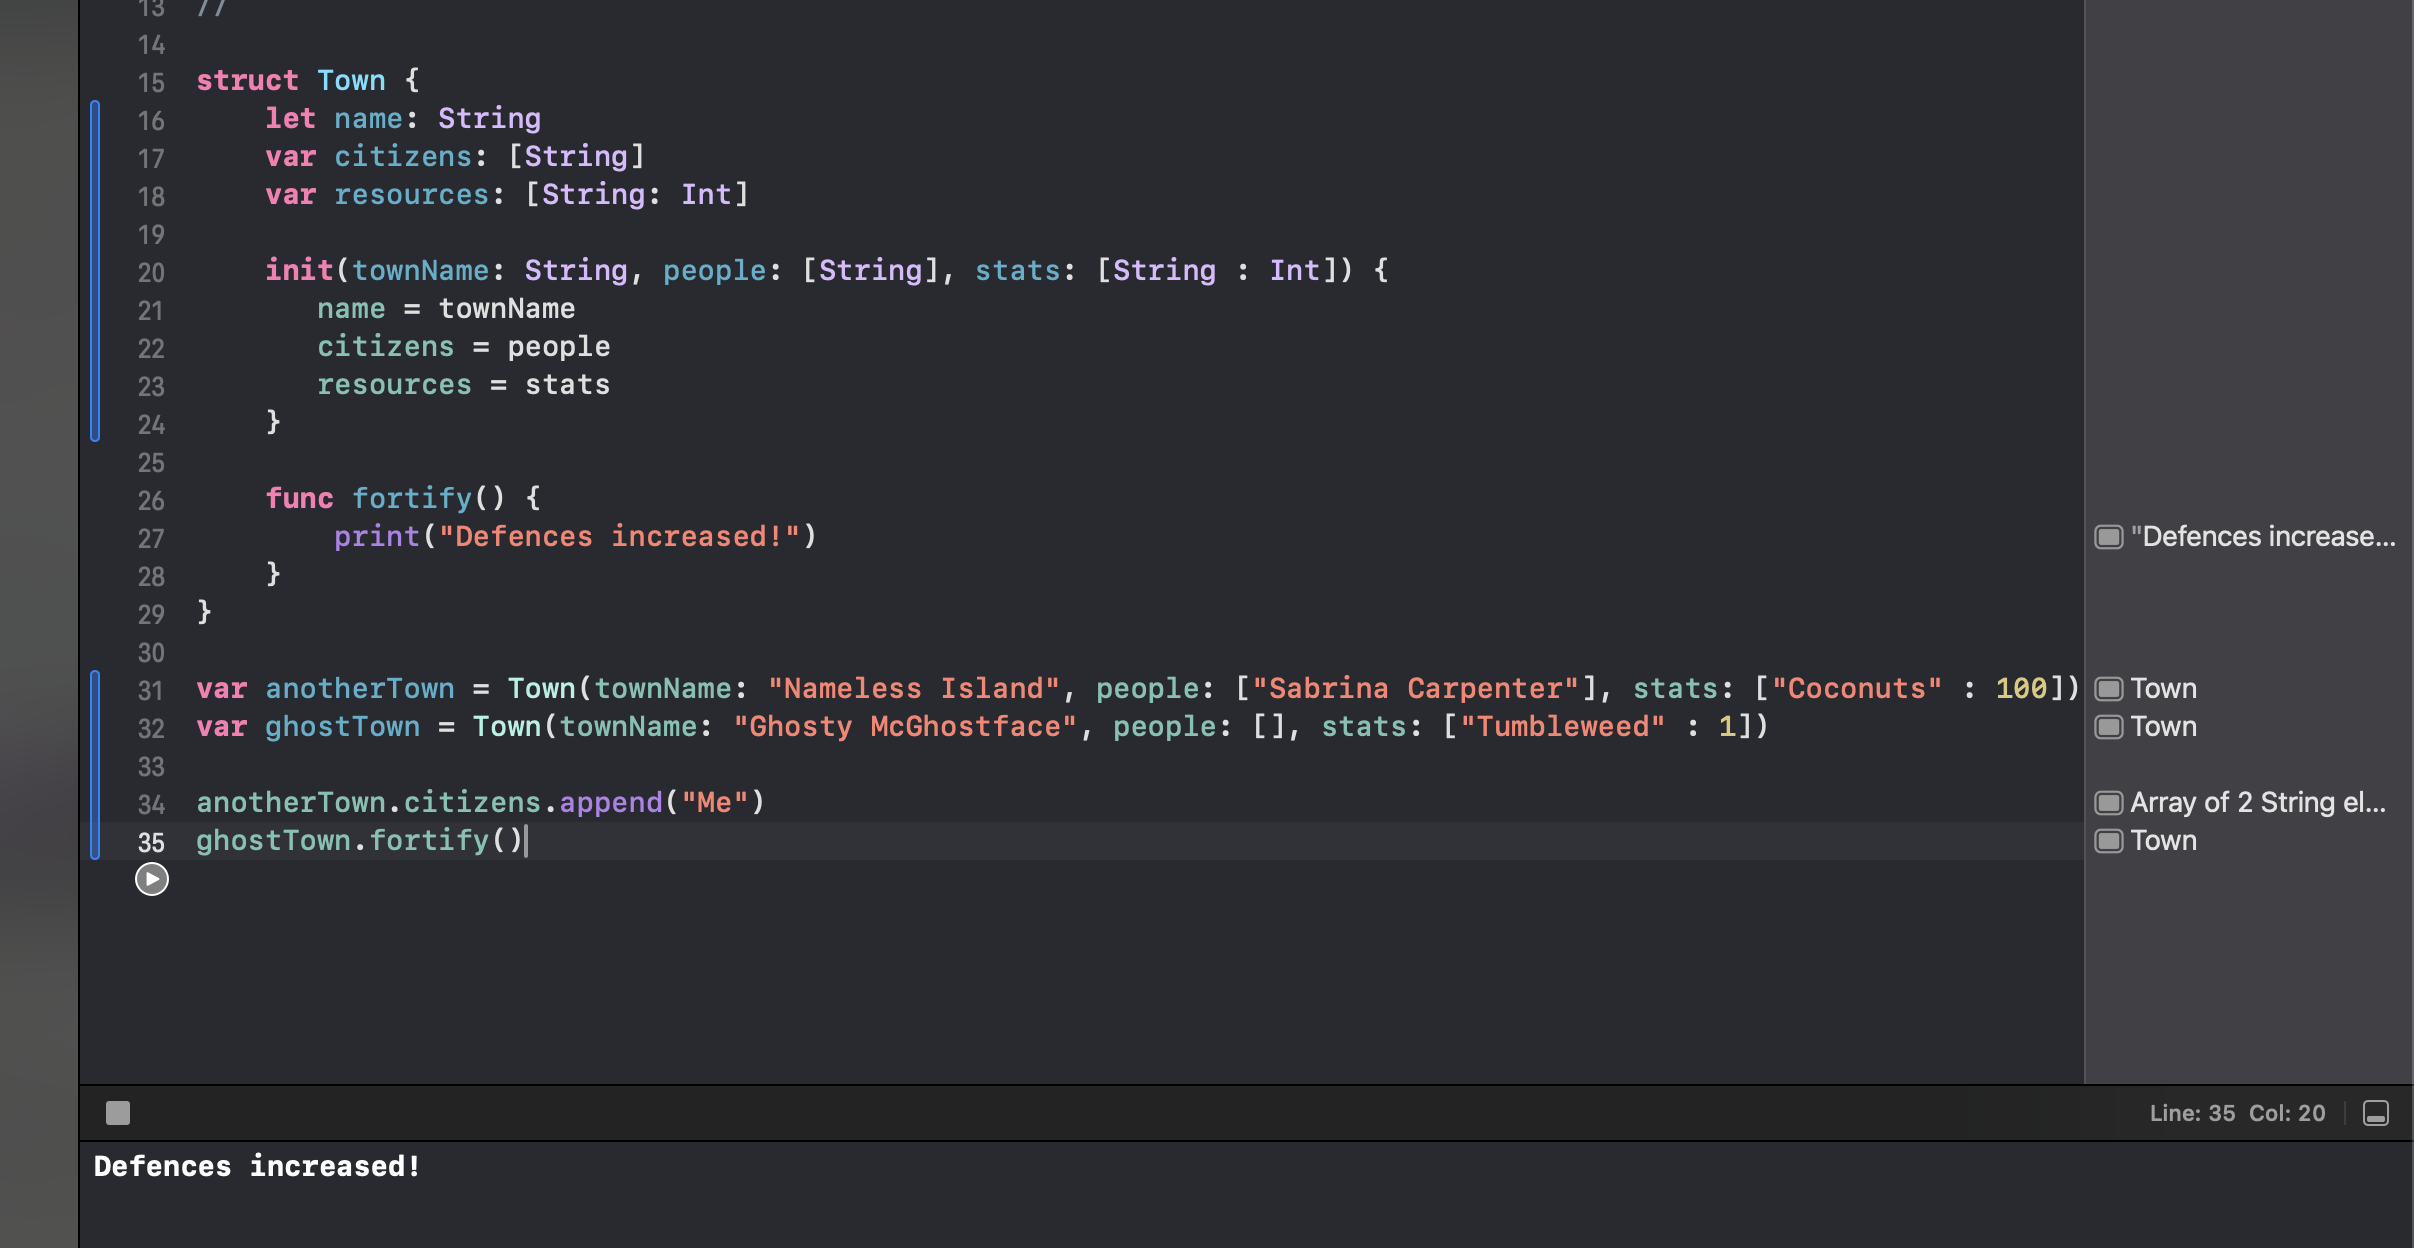 13 //
14
15 struct Town {
16 let name: String
17 var citizens: [String]
18 var resources: [String: Int]
19
20 init(townName: String, people: [String], stats: [String : Int]) {
21 name = townName
22 citizens = people
23 resources = stats
24 }
25
26 func fortify() {
27 print("Defences increased!") "Defences increase...
28 }
29 }
30
31 var anotherTown = Town(townName: "Nameless Island", people: ["Sabrina Carpenter"], stats: ["Coconuts" : 100]) Town
32 var ghostTown = Town(townName: "Ghosty McGhostface", people: [], stats: ["Tumbleweed" : 1]) Town
33
34 anotherTown.citizens.append("Me") Array of 2 String el...
35 ghostTown.fortify() Town
Line: 35 Col: 20
Defences increased!